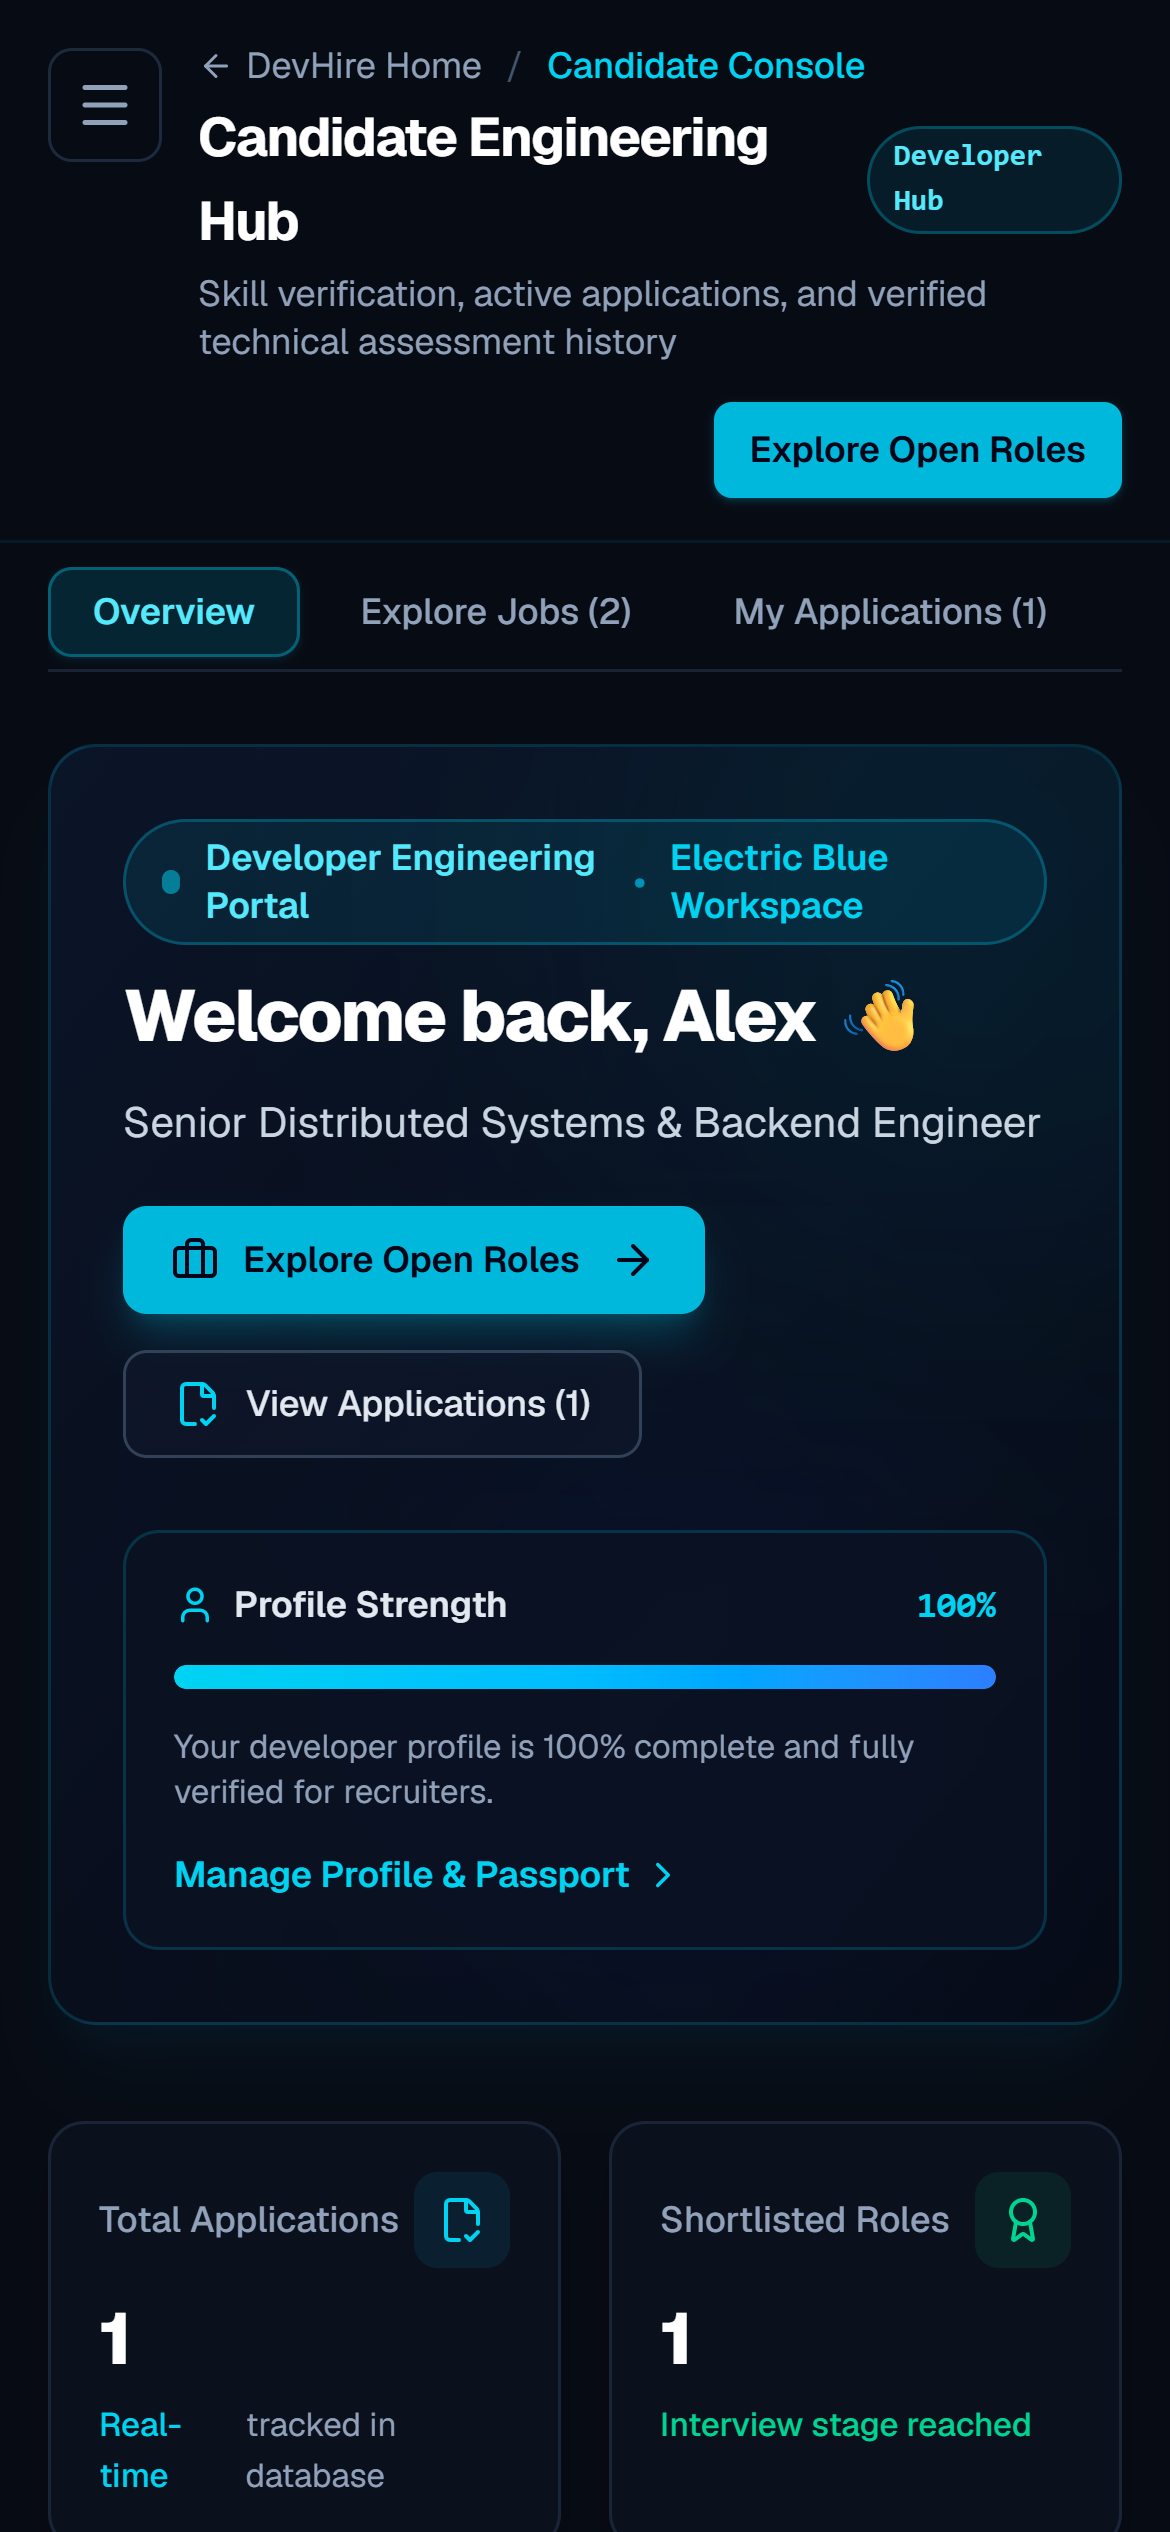 ← DevHire Home / Candidate Console
Candidate Engineering
Hub
Developer
Hub
Skill verification, active applications, and verified
technical assessment history
Explore Open Roles
Overview
Explore Jobs (2)
My Applications (1)
Developer Engineering
Portal
Electric Blue
Workspace
Welcome back, Alex 👋
Senior Distributed Systems & Backend Engineer
Explore Open Roles →
View Applications (1)
Profile Strength
100%
Your developer profile is 100% complete and fully
verified for recruiters.
Manage Profile & Passport >
Total Applications
1
Real-
time
tracked in
database
Shortlisted Roles
1
Interview stage reached